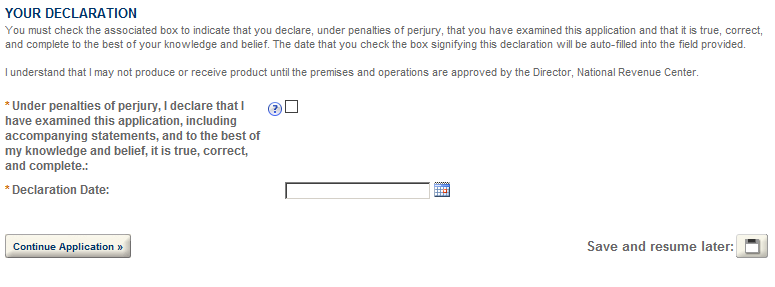 YOUR DECLARATION
You must check the associated box to indicate that you declare, under penalties of perjury, that you have examined this application and that it is true, correct,
and complete to the best of your knowledge and belief. The date that you check the box signifying this declaration will be auto-filled into the field provided.
I understand that I may not produce or receive product until the premises and operations are approved by the Director, National Revenue Center.
* Under penalties of perjury, I declare that I
have examined this application, including
accompanying statements, and to the best of
my knowledge and belief, it is true, correct,
and complete.:
?
* Declaration Date:
Continue Application »
Save and resume later: